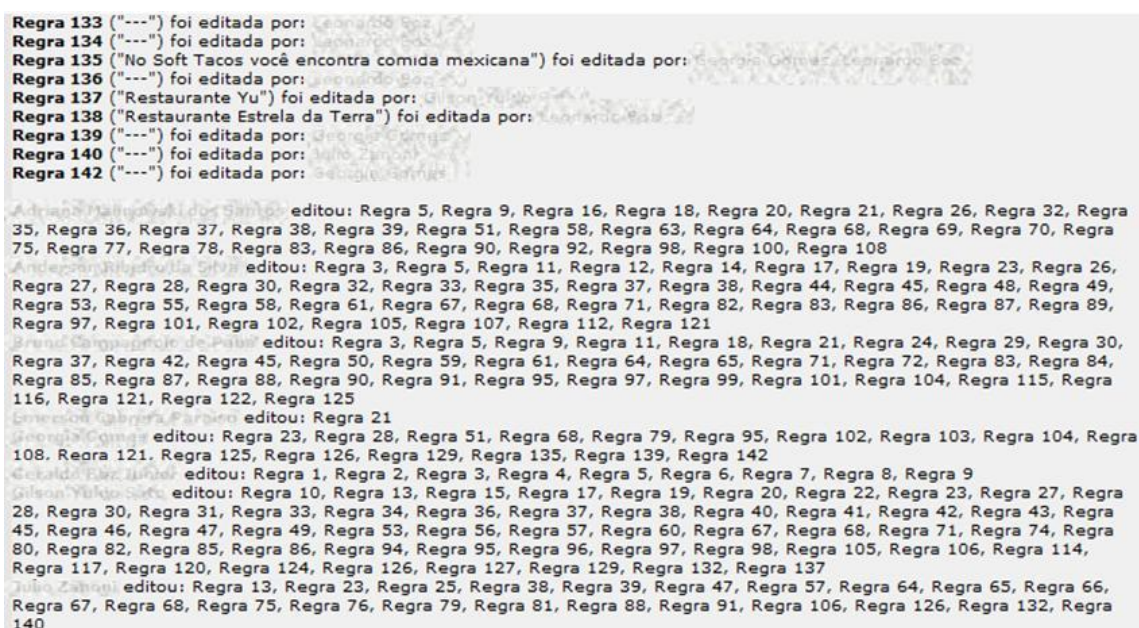 Regra 133 ("---") foi editada por:
Regra 134 ("---") foi editada por:
Regra 135 ("No Soft Tacos você encontra comida mexicana") foi editada por:
Regra 136 ("---") foi editada por:
Regra 137 ("Restaurante Yu") foi editada por:
Regra 138 ("Restaurante Estrela da Terra") foi editada por:
Regra 139 ("---") foi editada por:
Regra 140 ("---") foi editada por:
Regra 142 ("---") foi editada por:
editou: Regra 5, Regra 9, Regra 16, Regra 18, Regra 20, Regra 21, Regra 26, Regra 32, Regra
35, Regra 36, Regra 37, Regra 38, Regra 39, Regra 51, Regra 58, Regra 63, Regra 64, Regra 68, Regra 69, Regra 70, Regra
75, Regra 77, Regra 78, Regra 83, Regra 86, Regra 90, Regra 92, Regra 98, Regra 100, Regra 108
editou: Regra 3, Regra 5, Regra 11, Regra 12, Regra 14, Regra 17, Regra 19, Regra 23, Regra 26,
Regra 27, Regra 28, Regra 30, Regra 32, Regra 33, Regra 35, Regra 37, Regra 38, Regra 44, Regra 45, Regra 48, Regra 49,
Regra 53, Regra 55, Regra 58, Regra 61, Regra 67, Regra 68, Regra 71, Regra 82, Regra 83, Regra 86, Regra 87, Regra 89,
Regra 97, Regra 101, Regra 102, Regra 105, Regra 107, Regra 112, Regra 121
editou: Regra 3, Regra 5, Regra 9, Regra 11, Regra 18, Regra 21, Regra 24, Regra 29, Regra 30,
Regra 37, Regra 42, Regra 45, Regra 50, Regra 59, Regra 61, Regra 64, Regra 65, Regra 71, Regra 72, Regra 83, Regra 84,
Regra 85, Regra 87, Regra 88, Regra 90, Regra 91, Regra 95, Regra 97, Regra 99, Regra 101, Regra 104, Regra 115, Regra
116, Regra 121, Regra 122, Regra 125
editou: Regra 21
editou: Regra 23, Regra 28, Regra 51, Regra 68, Regra 79, Regra 95, Regra 102, Regra 103, Regra 104, Regra
108. Regra 121. Regra 125, Regra 126, Regra 129, Regra 135, Regra 139, Regra 142
editou: Regra 1, Regra 2, Regra 3, Regra 4, Regra 5, Regra 6, Regra 7, Regra 8, Regra 9
editou: Regra 10, Regra 13, Regra 15, Regra 17, Regra 19, Regra 20, Regra 22, Regra 23, Regra 27, Regra
28, Regra 30, Regra 31, Regra 33, Regra 34, Regra 36, Regra 37, Regra 38, Regra 40, Regra 41, Regra 42, Regra 43, Regra
45, Regra 46, Regra 47, Regra 49, Regra 53, Regra 56, Regra 57, Regra 60, Regra 67, Regra 68, Regra 71, Regra 74, Regra
80, Regra 82, Regra 85, Regra 86, Regra 94, Regra 95, Regra 96, Regra 97, Regra 98, Regra 105, Regra 106, Regra 114,
Regra 117, Regra 120, Regra 124, Regra 126, Regra 127, Regra 129, Regra 132, Regra 137
editou: Regra 13, Regra 23, Regra 25, Regra 38, Regra 39, Regra 47, Regra 57, Regra 64, Regra 65, Regra 66,
Regra 67, Regra 68, Regra 75, Regra 76, Regra 79, Regra 81, Regra 88, Regra 91, Regra 106, Regra 126, Regra 132, Regra
140